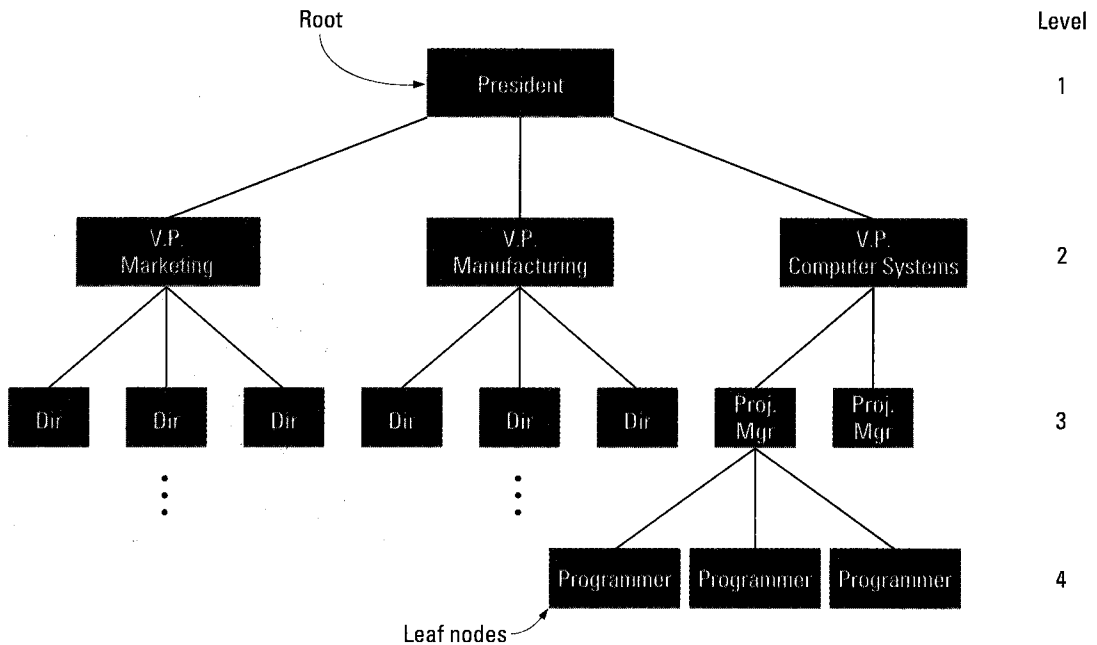 Root
Level
President
1
V.P.
Marketing
V.P.
Manufacturing
V.P.
Computer Systems
2
Dir
Dir
Dir
Dir
Dir
Dir
Proj.
Mgr
Proj.
Mgr
3
Programmer
Programmer
Programmer
4
Leaf nodes